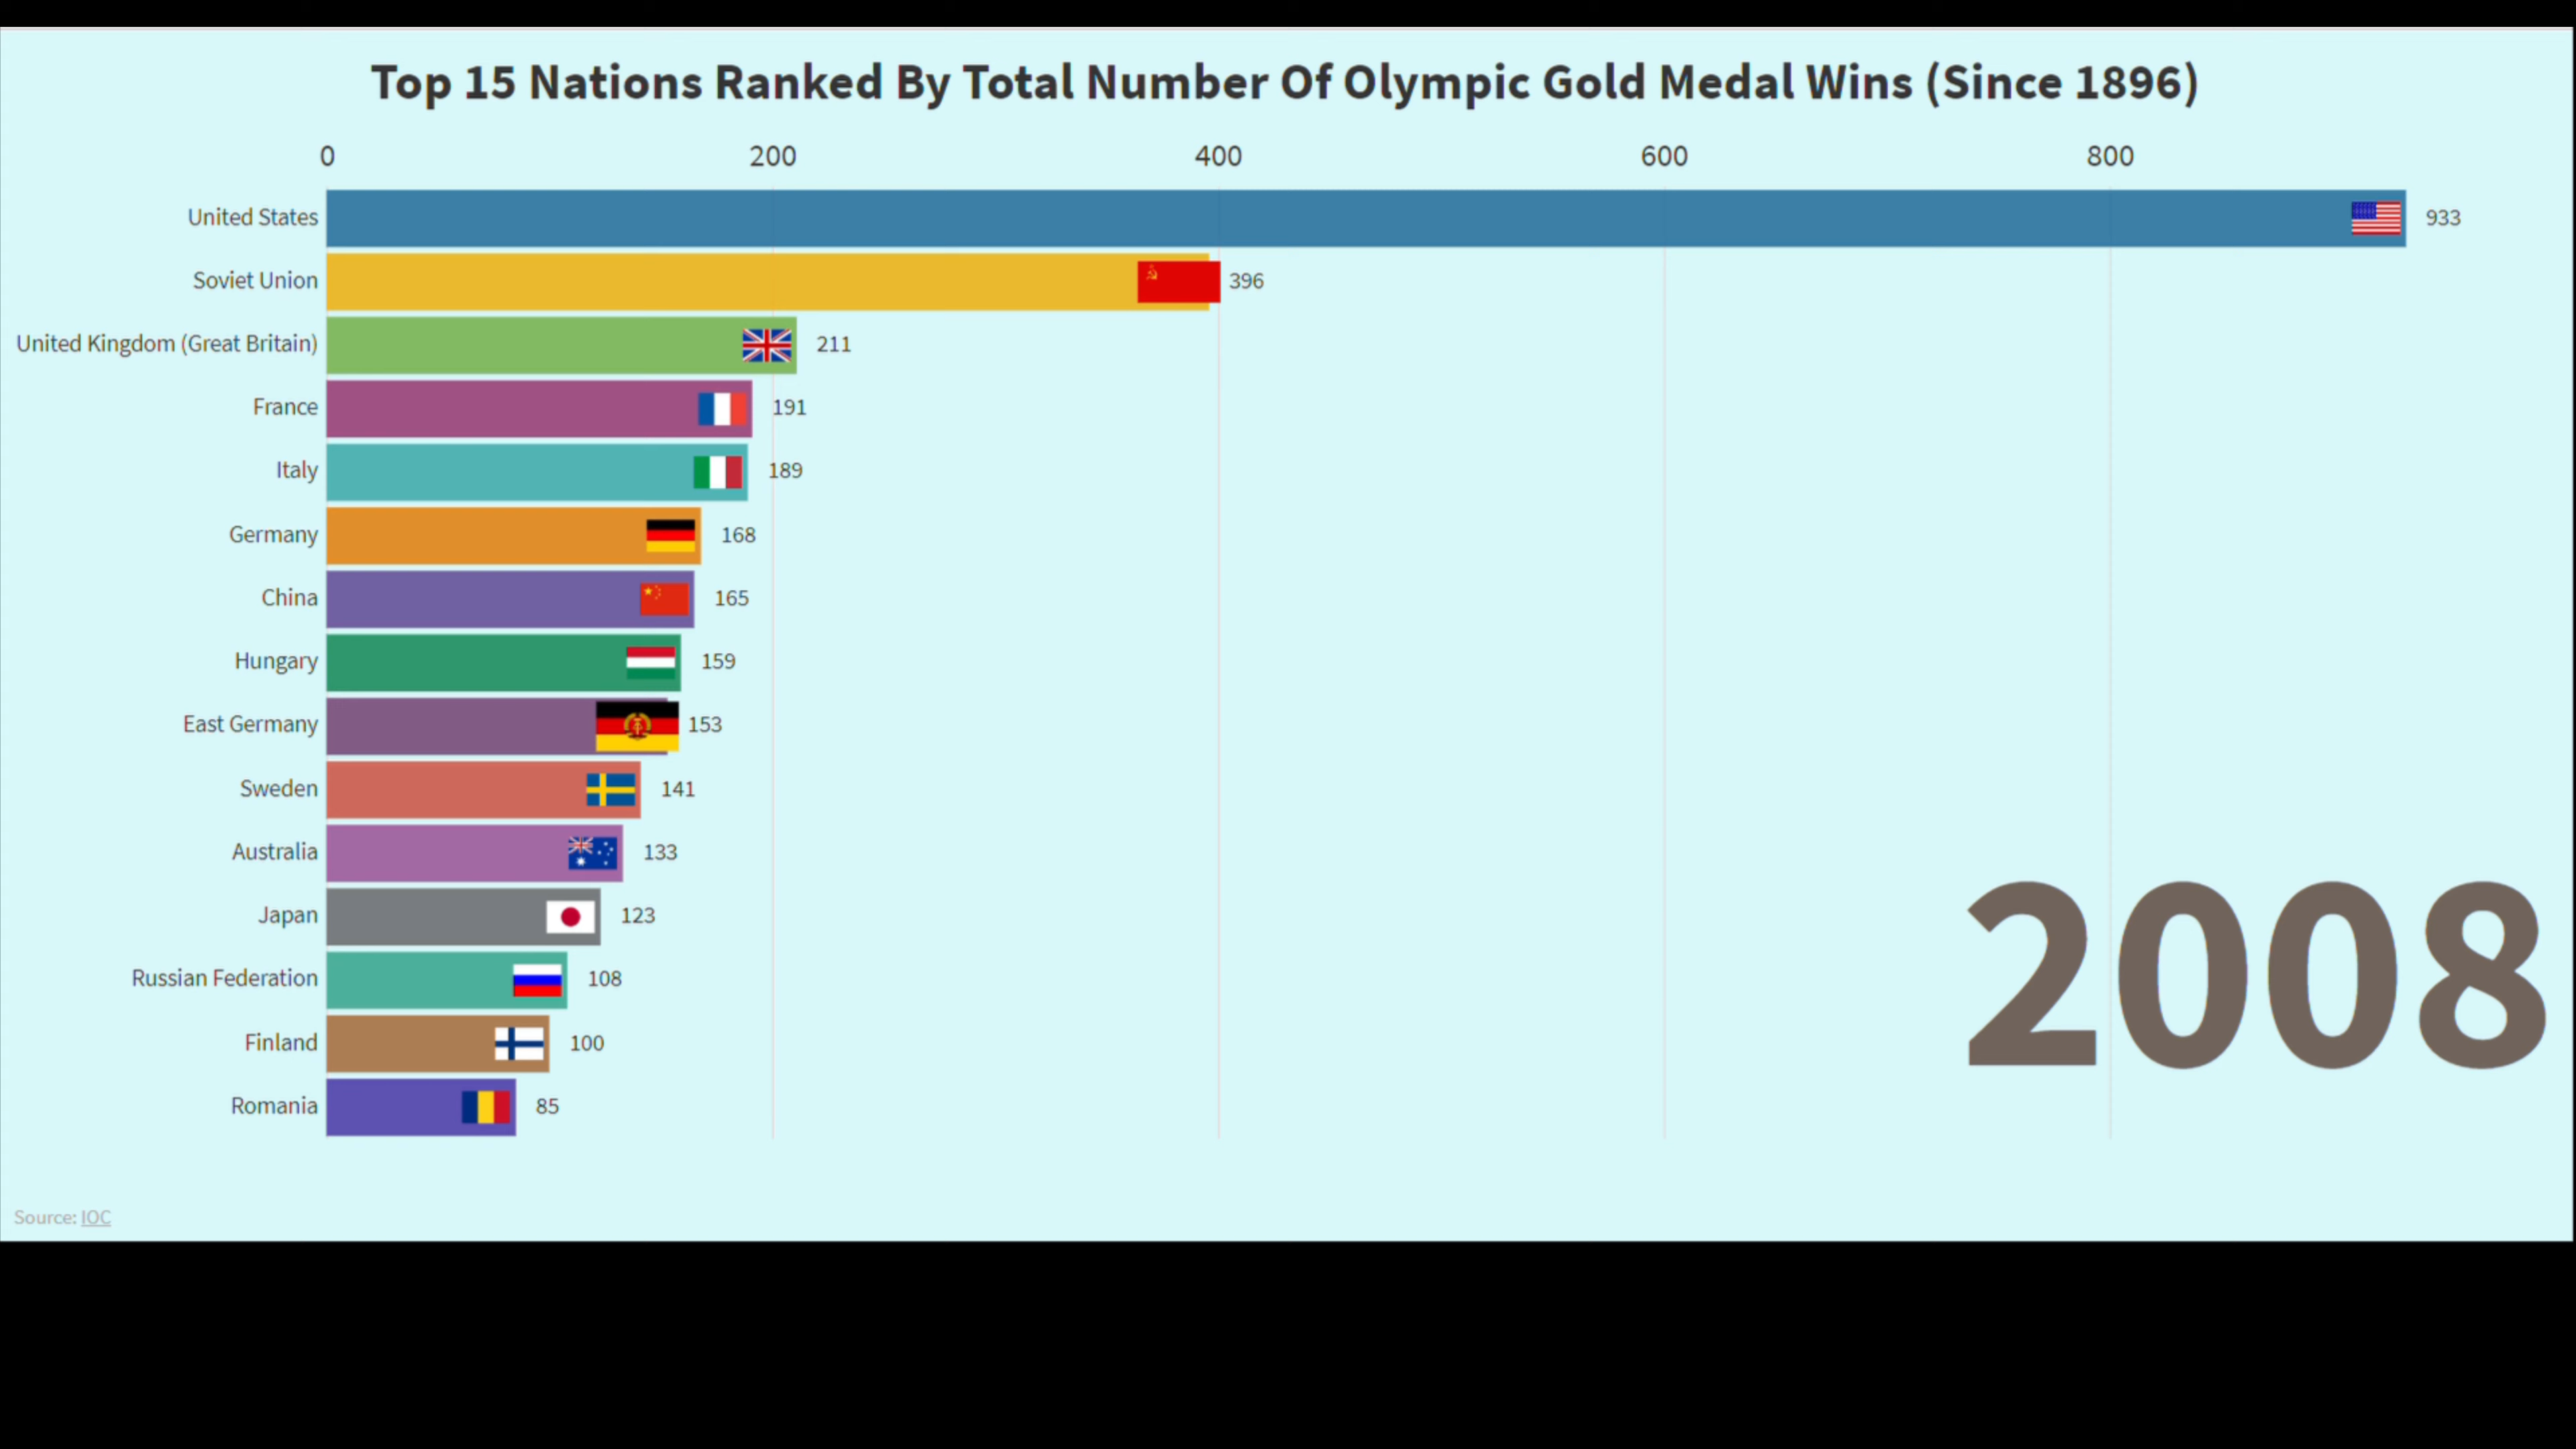 Top 15 Nations Ranked By Total Number Of Olympic Gold Medal Wins (Since 1896)
0 200 400 600 800
United States 933
Soviet Union 396
United Kingdom (Great Britain) 211
France 191
Italy 189
Germany 168
China 165
Hungary 159
East Germany 153
Sweden 141
Australia 133
Japan 123
Russian Federation 108
Finland 100
Romania 85
2008
Source: IOC